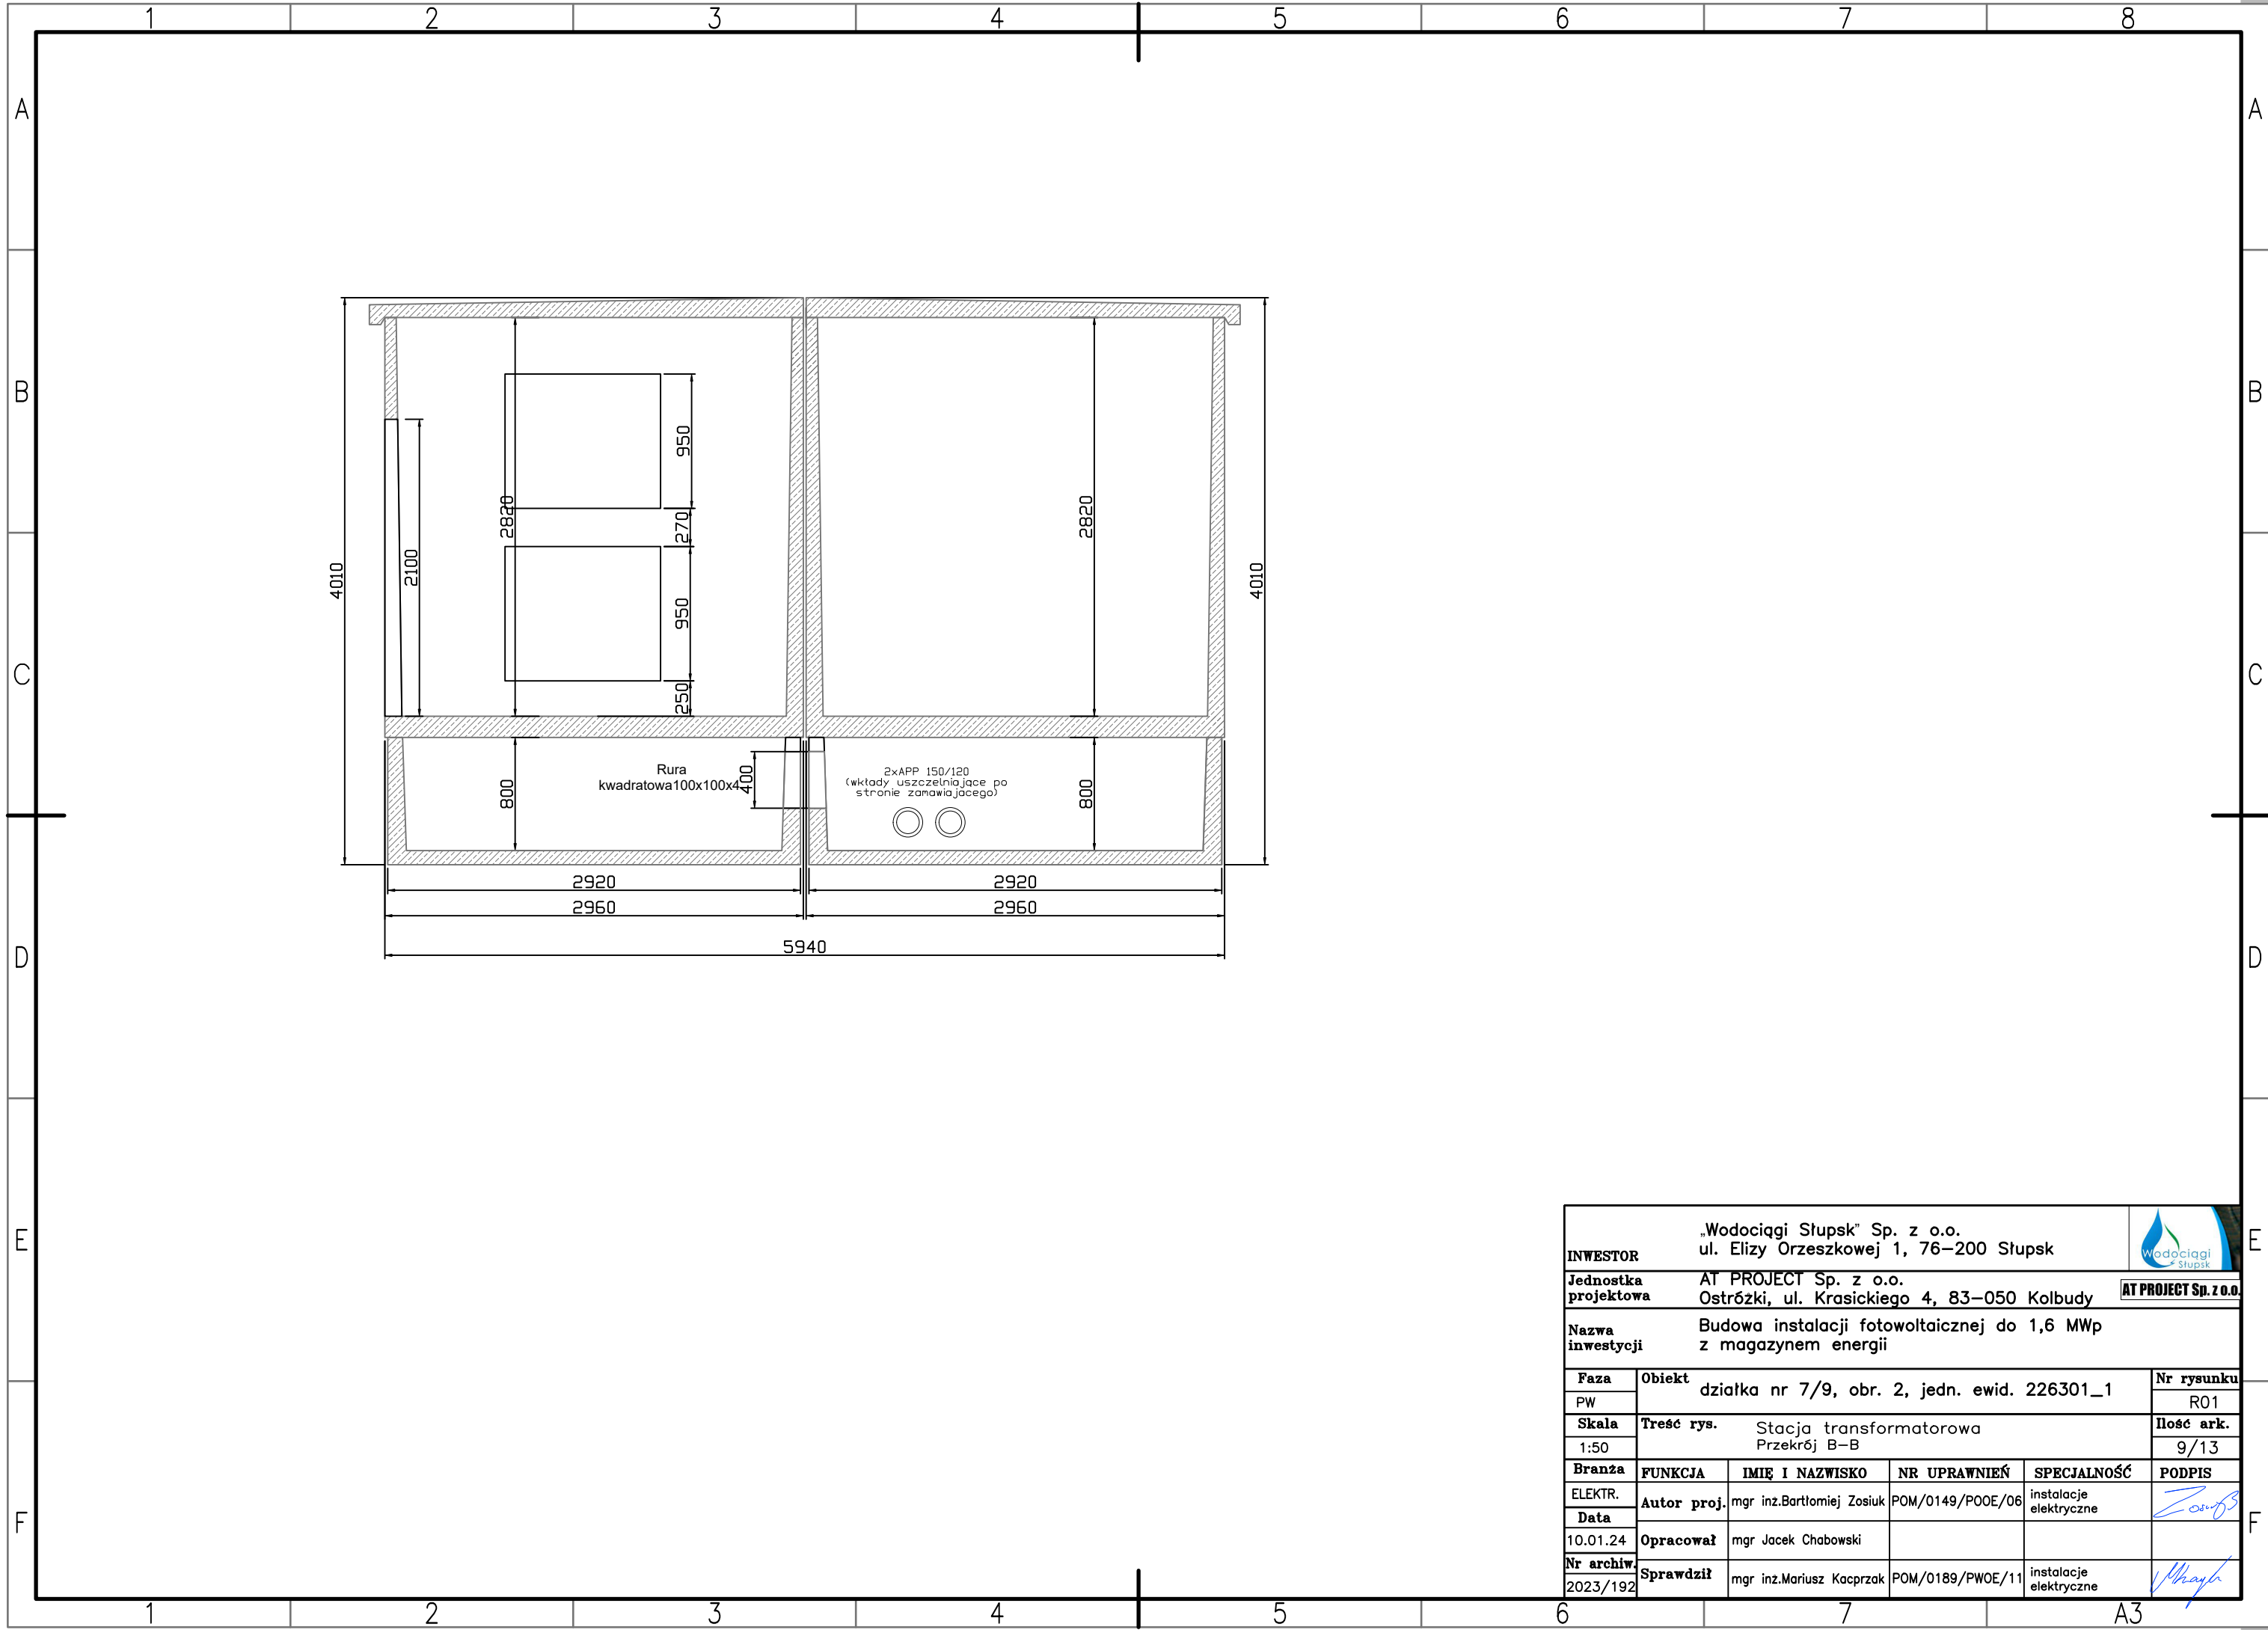 1 2 3 4 5 6 7 8
A A
B B
C C
D D
E E
F F
4010
2100
2820
950
270
950
250
2820
4010
800
Rura
kwadratowa100x100x4
400
2xAPP 150/120
(wkłady uszczelniające po
stronie zamawiającego)
800
2920 2920
2960 2960
5940
INWESTOR
„Wodociągi Słupsk” Sp. z o.o.
ul. Elizy Orzeszkowej 1, 76-200 Słupsk
Wodociągi
Słupsk
Jednostka
projektowa
AT PROJECT Sp. z o.o.
Ostróżki, ul. Krasickiego 4, 83-050 Kolbudy
AT PROJECT Sp. z o.o.
Nazwa
inwestycji
Budowa instalacji fotowoltaicznej do 1,6 MWp
z magazynem energii
Faza
PW
Obiekt
działka nr 7/9, obr. 2, jedn. ewid. 226301_1
Nr rysunku
R01
Skala
1:50
Treść rys.
Stacja transformatorowa
Przekrój B-B
Ilość ark.
9/13
Branża
ELEKTR.
Data
10.01.24
Nr archiw.
2023/192
FUNKCJA IMIĘ I NAZWISKO NR UPRAWNIEŃ SPECJALNOŚĆ PODPIS
Autor proj. mgr inż.Bartłomiej Zosiuk POM/0149/POOE/06 instalacje
elektryczne
Opracował mgr Jacek Chabowski
Sprawdził mgr inż.Mariusz Kacprzak POM/0189/PWOE/11 instalacje
elektryczne
1 2 3 4 5 6 7 A3